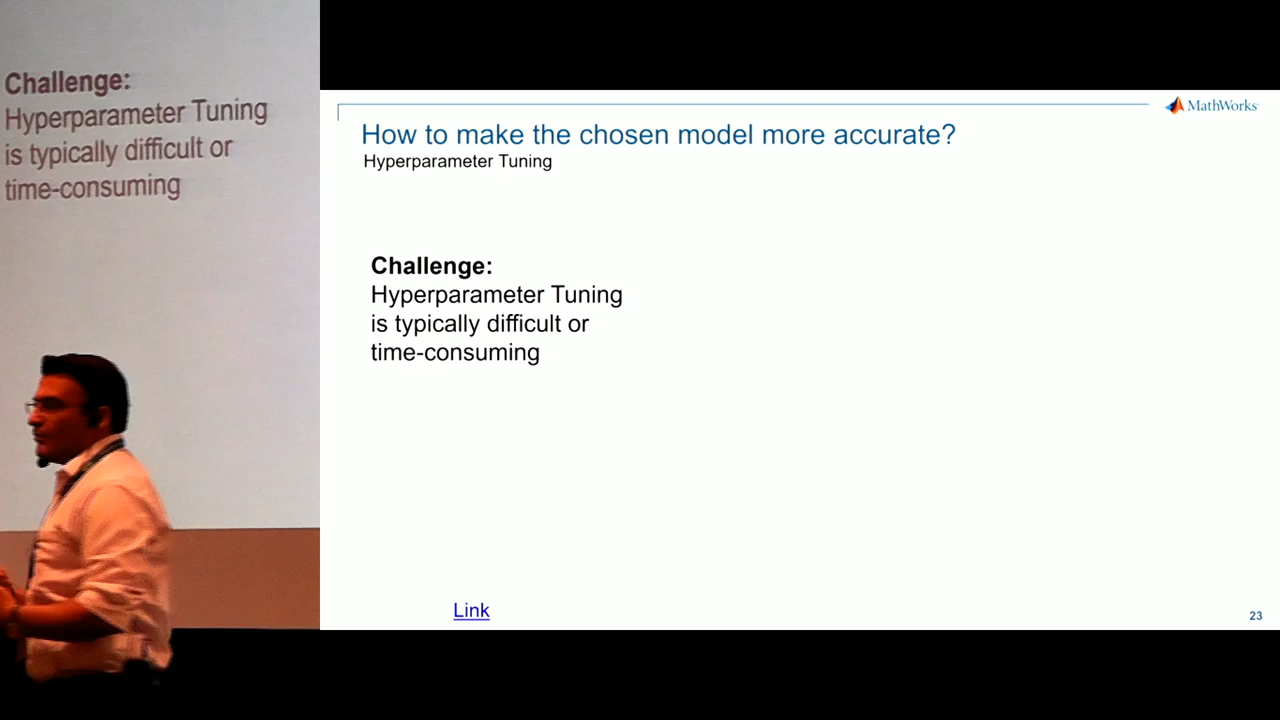 Challenge:
Hyperparameter Tuning
is typically difficult or
time-consuming
MathWorks
How to make the chosen model more accurate?
Hyperparameter Tuning
Challenge:
Hyperparameter Tuning
is typically difficult or
time-consuming
Link
23